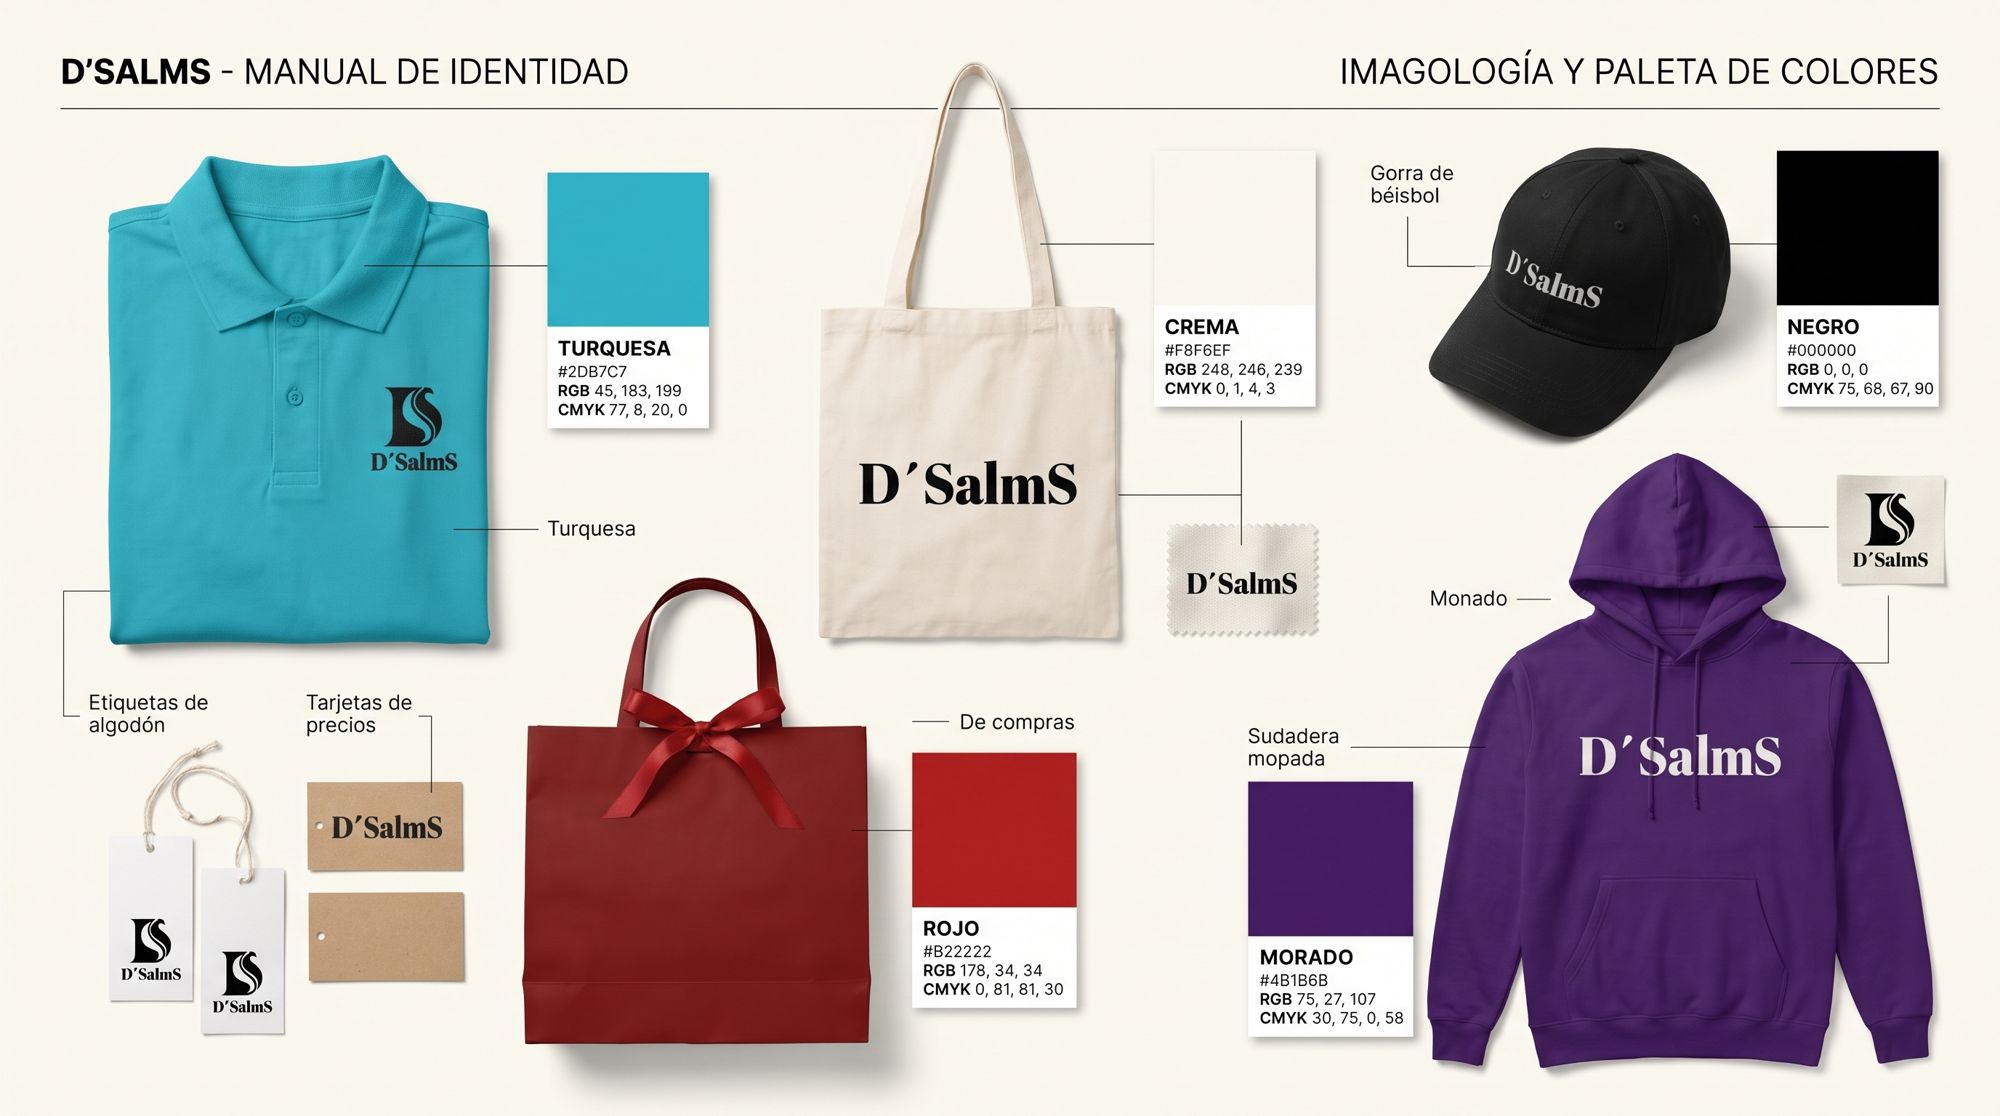 D'SALMS - MANUAL DE IDENTIDAD
IMAGOLOGÍA Y PALETA DE COLORES
D'SalmS
TURQUESA
#2DB7C7
RGB 45, 183, 199
CMYK 77, 8, 20, 0
Turquesa
D´SalmS
CREMA
#F8F6EF
RGB 248, 246, 239
CMYK 0, 1, 4, 3
D'SalmS
Gorra de
béisbol
D'SalmS
NEGRO
#000000
RGB 0, 0, 0
CMYK 75, 68, 67, 90
D'SalmS
Monado
Sudadera
mopada
D´SalmS
MORADO
#4B1B6B
RGB 75, 27, 107
CMYK 30, 75, 0, 58
Etiquetas de
algodón
Tarjetas de
precios
D'SalmS
D'SalmS
D'SalmS
De compras
ROJO
#B22222
RGB 178, 34, 34
CMYK 0, 81, 81, 30